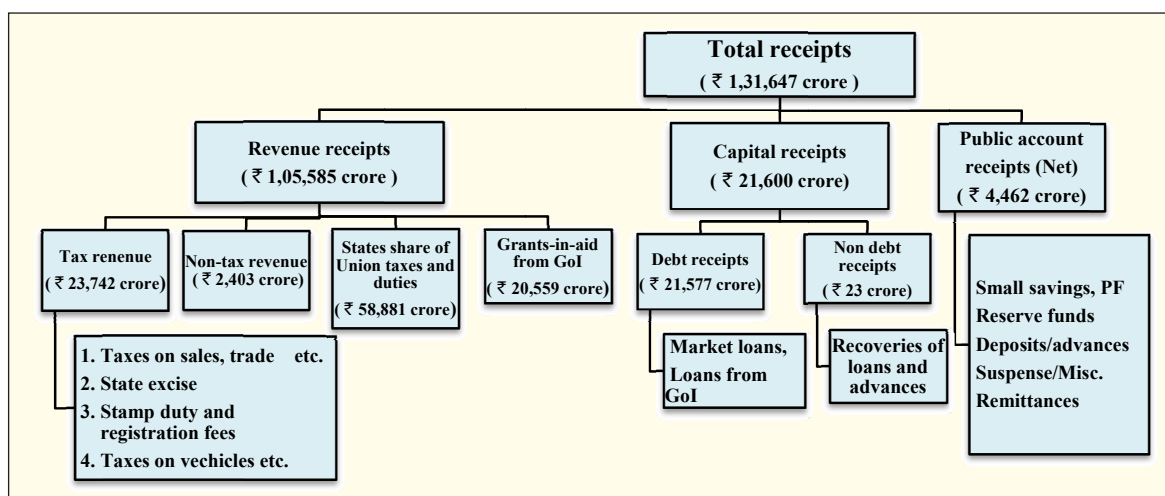 Total receipts
( ₹ 1,31,647 crore )
Revenue receipts
( ₹ 1,05,585 crore )
Capital receipts
( ₹ 21,600 crore)
Public account
receipts (Net)
( ₹ 4,462 crore)
Tax renenue
( ₹ 23,742 crore)
Non-tax revenue
( ₹ 2,403 crore)
States share of
Union taxes and
duties
( ₹ 58,881 crore)
Grants-in-aid
from GoI
( ₹ 20,559 crore)
Debt receipts
( ₹ 21,577 crore)
Non debt
receipts
( ₹ 23 crore)
1. Taxes on sales, trade etc.
2. State excise
3. Stamp duty and
registration fees
4. Taxes on vechicles etc.
Market loans,
Loans from
GoI
Recoveries of
loans and
advances
Small savings, PF
Reserve funds
Deposits/advances
Suspense/Misc.
Remittances